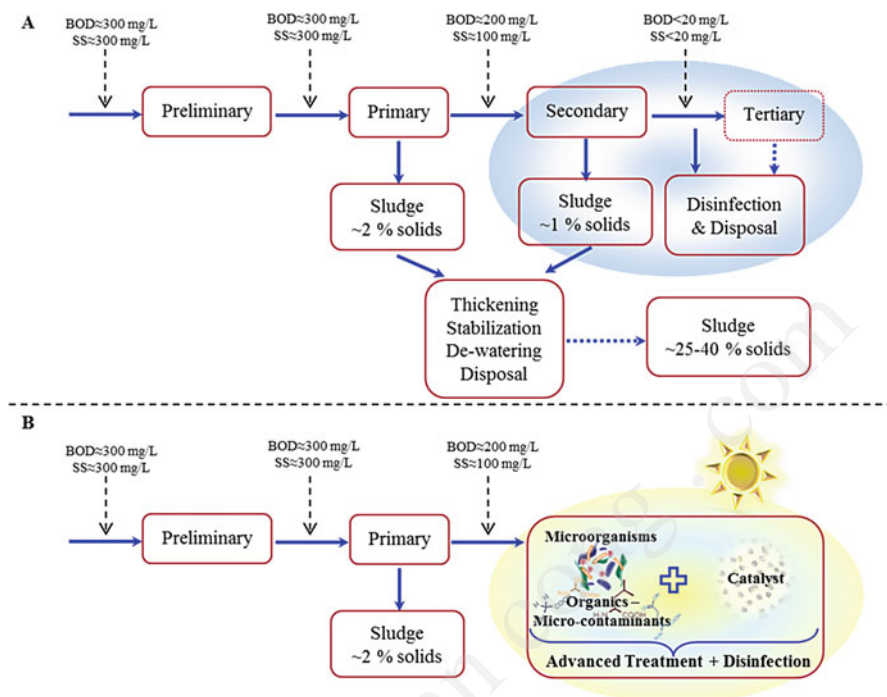 A
BOD≈300 mg/L
SS≈300 mg/L
BOD≈300 mg/L
SS≈300 mg/L
BOD≈200 mg/L
SS≈100 mg/L
BOD<20 mg/L
SS<20 mg/L
Preliminary
Primary
Secondary
Tertiary
Sludge
~2 % solids
Sludge
~1 % solids
Disinfection
& Disposal
Thickening
Stabilization
De-watering
Disposal
Sludge
~25-40 % solids
B
BOD≈300 mg/L
SS≈300 mg/L
BOD≈300 mg/L
SS≈300 mg/L
BOD≈200 mg/L
SS≈100 mg/L
Preliminary
Primary
Sludge
~2 % solids
Microorganisms
Organics –
Micro-contaminants
Catalyst
Advanced Treatment + Disinfection